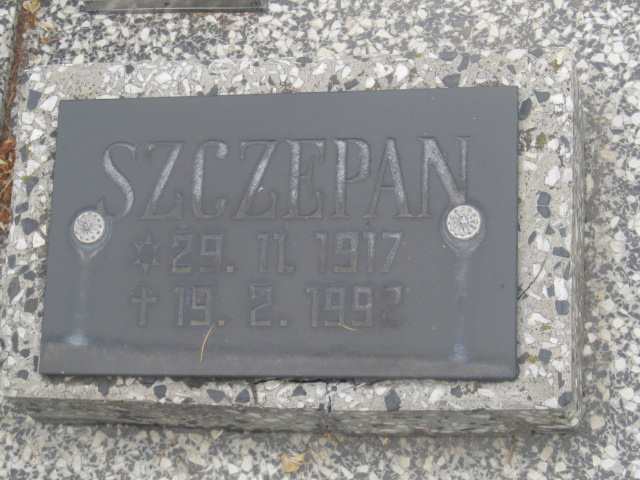 SZCZEPAN
✡ 29. 11. 1917
✝ 19. 2. 1992